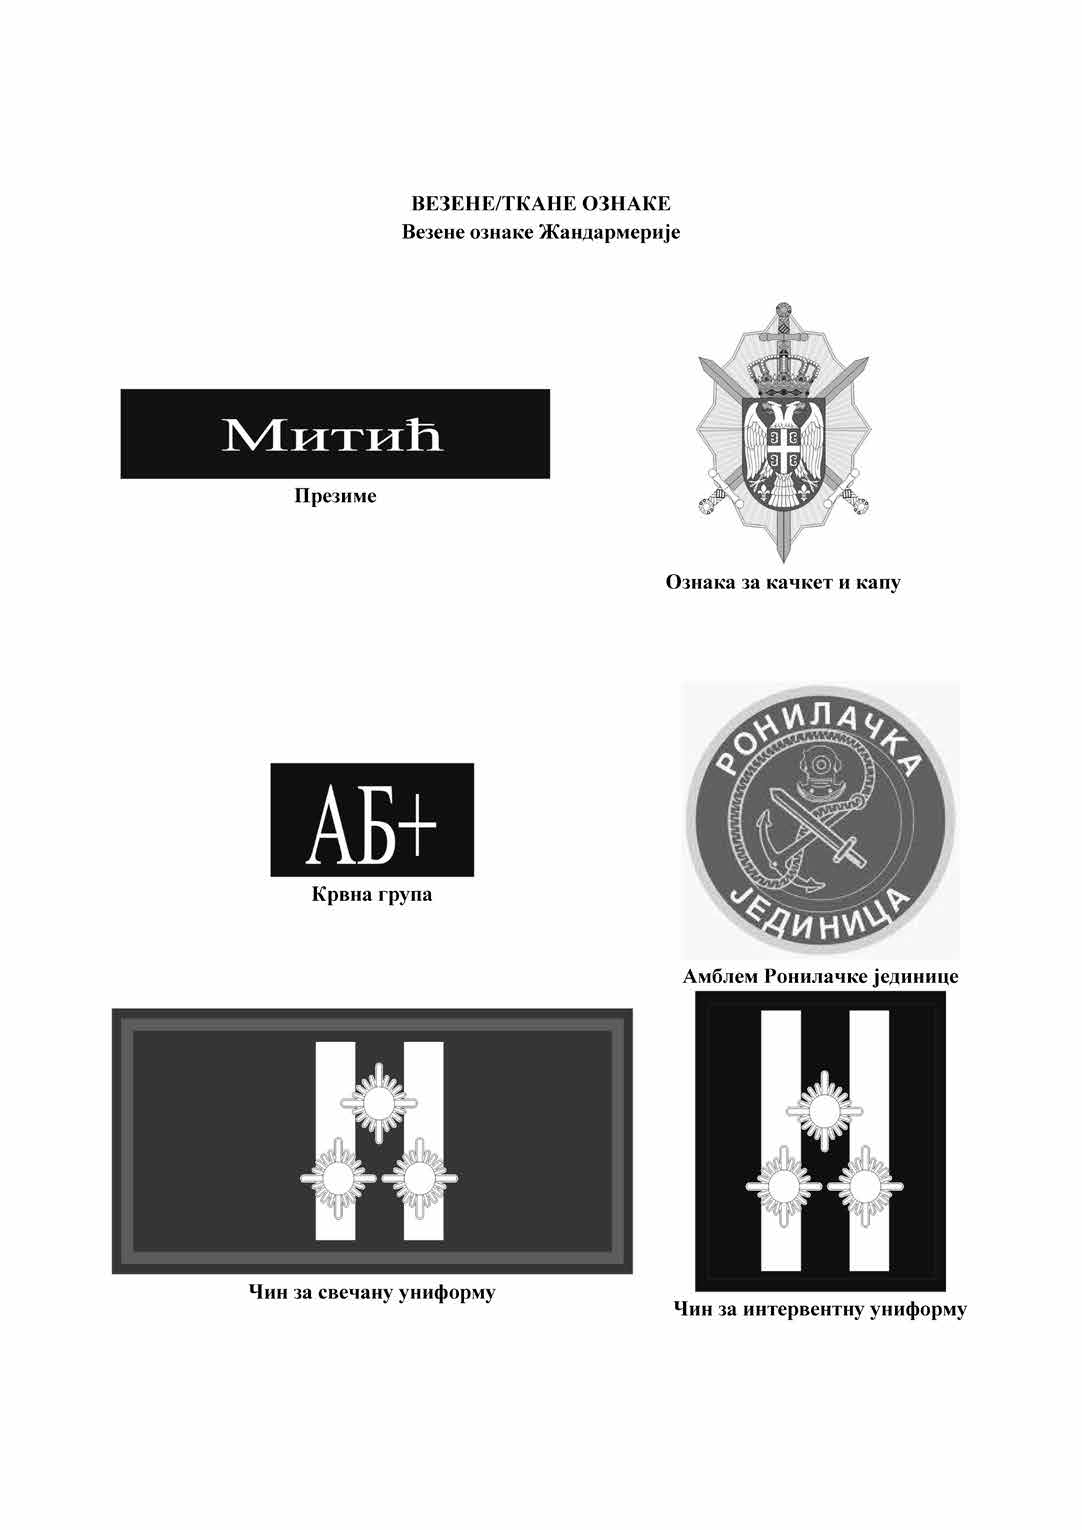 ВЕЗЕНЕ/ТКАНЕ ОЗНАКЕ
Везене ознаке Жандармерије
Митић
Презиме
Ознака за качкет и капу
АБ+
Крвна група
РОНИЛАЧКА
ЈЕДИНИЦА
Амблем Ронилачке јединице
Чин за свечану униформу
Чин за интервентну униформу